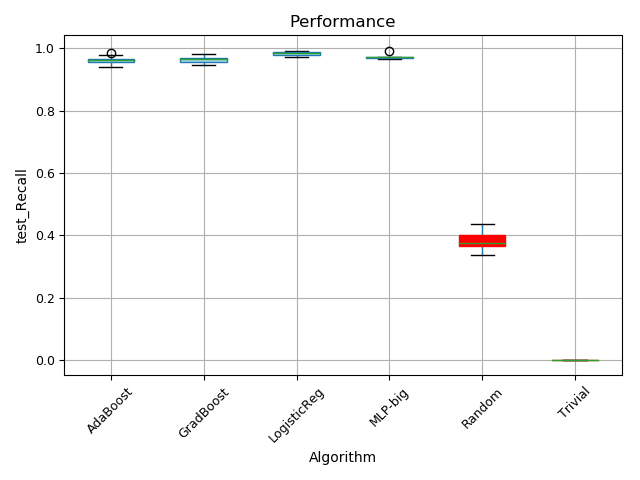 Performance
test_Recall
1.0
0.8
0.6
0.4
0.2
0.0
AdaBoost
GradBoost
LogisticReg
MLP-big
Random
Trivial
Algorithm